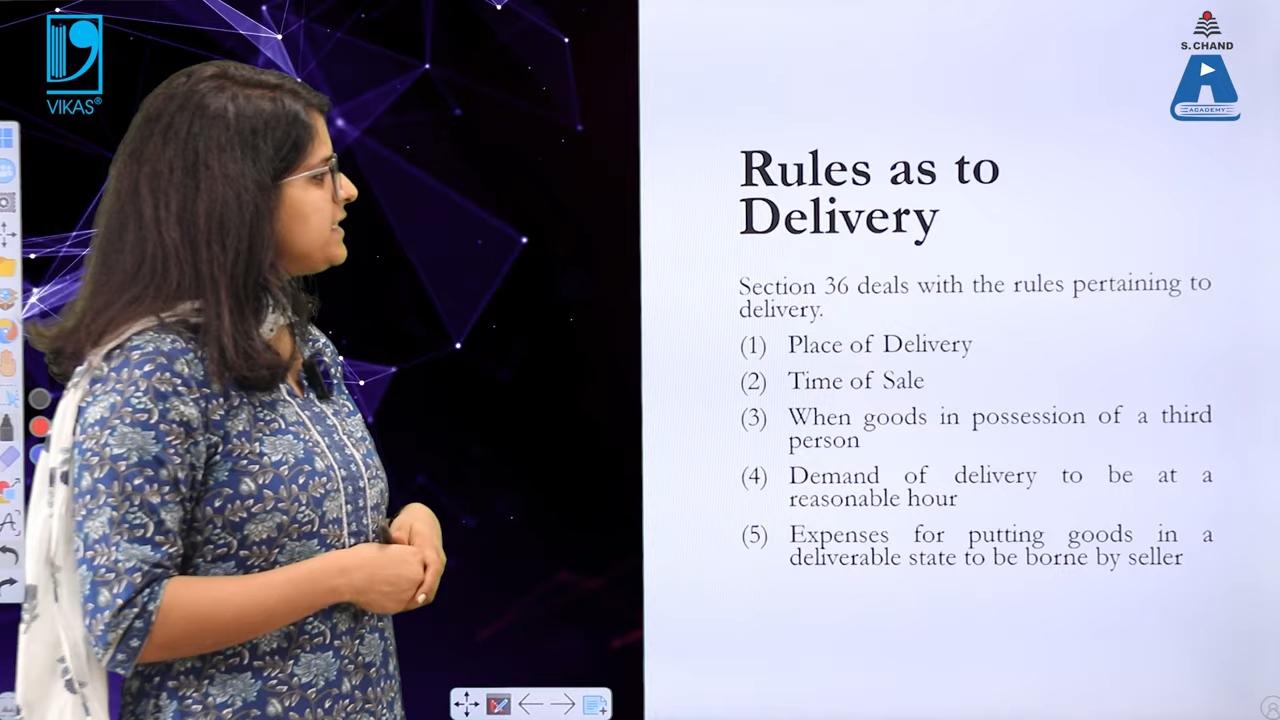 VIKAS®
S. CHAND
ACADEMY
Rules as to
Delivery
Section 36 deals with the rules pertaining to
delivery.
(1) Place of Delivery
(2) Time of Sale
(3) When goods in possession of a third
person
(4) Demand of delivery to be at a
reasonable hour
(5) Expenses for putting goods in a
deliverable state to be borne by seller